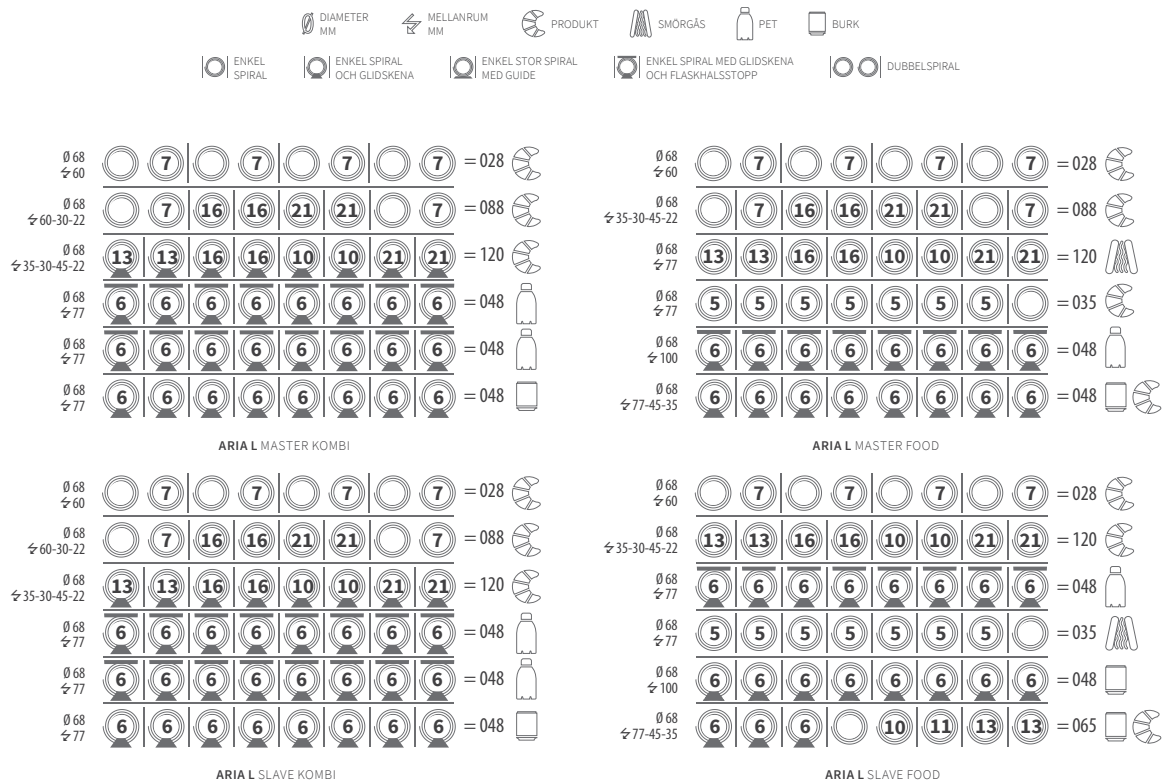 DIAMETER
MM
MELLANRUM
MM
PRODUKT
SMÖRGÅS
PET
BURK
ENKEL
SPIRAL
ENKEL SPIRAL
OCH GLIDSKENA
ENKEL STOR SPIRAL
MED GUIDE
ENKEL SPIRAL MED GLIDSKENA
OCH FLASKHALSSTOPP
DUBBELSPIRAL
Ø 68
60
7 7 7 7 = 028
Ø 68
60-30-22
7 16 16 21 21 7 = 088
Ø 68
35-30-45-22
13 13 16 16 10 10 21 21 = 120
Ø 68
77
6 6 6 6 6 6 6 6 = 048
Ø 68
77
6 6 6 6 6 6 6 6 = 048
Ø 68
77
6 6 6 6 6 6 6 6 = 048
ARIA L MASTER KOMBI
Ø 68
60
7 7 7 7 = 028
Ø 68
35-30-45-22
7 16 16 21 21 7 = 088
Ø 68
77
13 13 16 16 10 10 21 21 = 120
Ø 68
77
5 5 5 5 5 5 5 = 035
Ø 68
100
6 6 6 6 6 6 6 6 = 048
Ø 68
77-45-35
6 6 6 6 6 6 6 6 = 048
ARIA L MASTER FOOD
Ø 68
60
7 7 7 7 = 028
Ø 68
60-30-22
7 16 16 21 21 7 = 088
Ø 68
35-30-45-22
13 13 16 16 10 10 21 21 = 120
Ø 68
77
6 6 6 6 6 6 6 6 = 048
Ø 68
77
6 6 6 6 6 6 6 6 = 048
Ø 68
77
6 6 6 6 6 6 6 6 = 048
ARIA L SLAVE KOMBI
Ø 68
60
7 7 7 7 = 028
Ø 68
35-30-45-22
13 13 16 16 10 10 21 21 = 120
Ø 68
77
6 6 6 6 6 6 6 6 = 048
Ø 68
77
5 5 5 5 5 5 5 = 035
Ø 68
100
6 6 6 6 6 6 6 6 = 048
Ø 68
77-45-35
6 6 6 10 11 13 13 = 065
ARIA L SLAVE FOOD